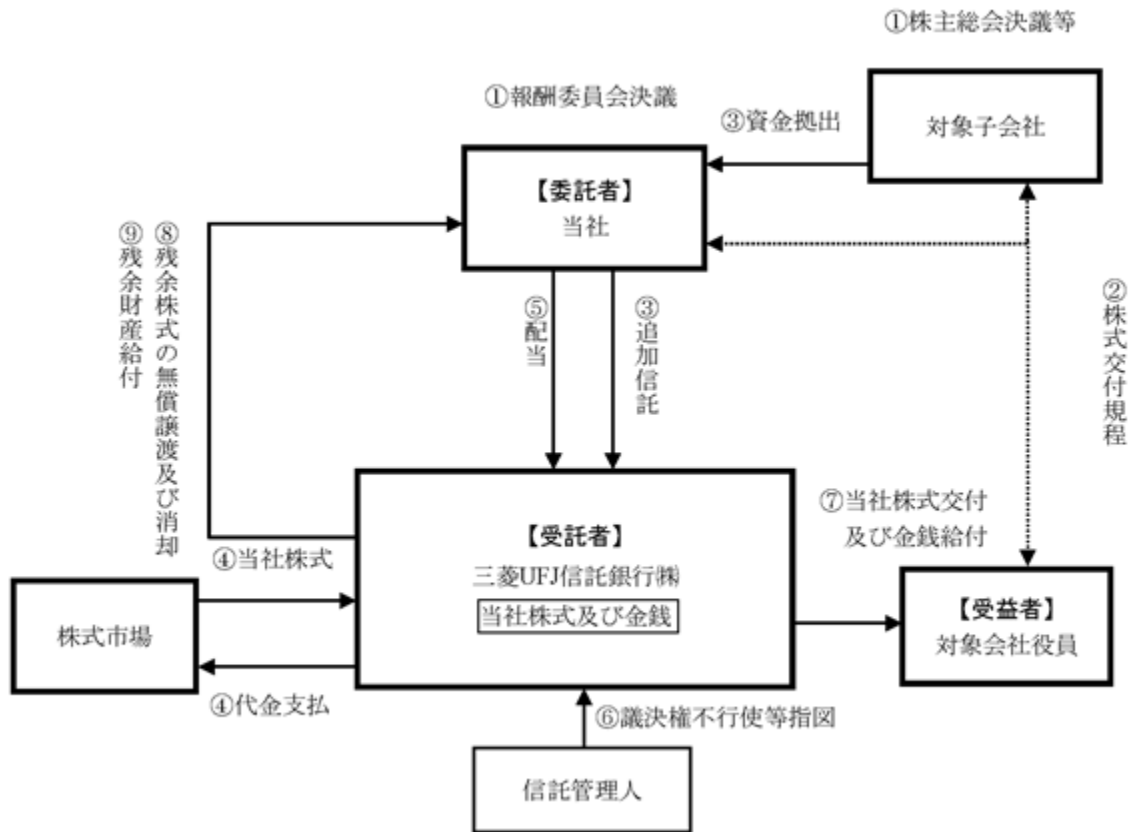 ①株主総会決議等
対象子会社
①報酬委員会決議
③資金拠出
【委託者】
当社
⑨残余財産給付
⑧残余株式の無償譲渡及び消却
⑤配当
③追加信託
②株式交付規程
⑦当社株式交付
及び金銭給付
【受託者】
三菱UFJ信託銀行㈱
当社株式及び金銭
④当社株式
株式市場
④代金支払
【受益者】
対象会社役員
⑥議決権不行使等指図
信託管理人